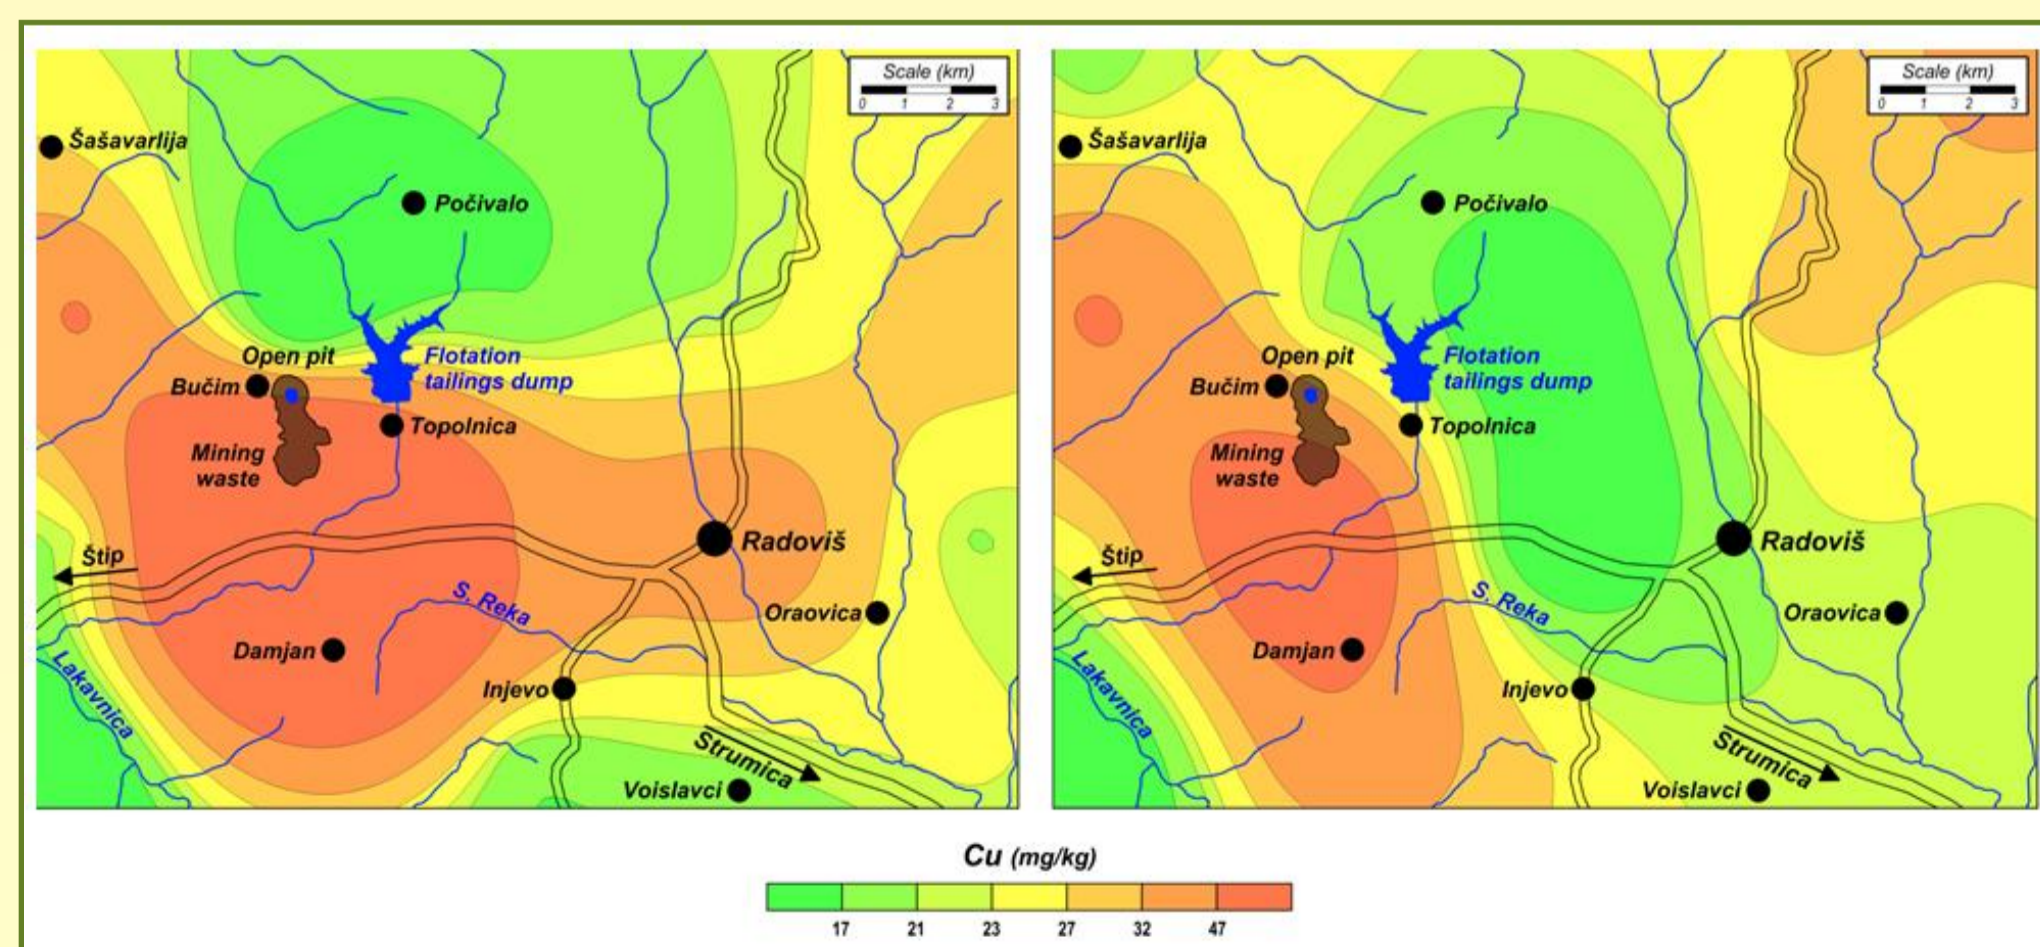 Scale (km)
0 1 2 3
Šašavarlija
Počivalo
Open pit
Flotation
tailings dump
Bučim
Topolnica
Mining
waste
Radoviš
Štip
S. Reka
Oraovica
Damjan
Lakavnica
Injevo
Strumica
Voislavci
Scale (km)
0 1 2 3
Šašavarlija
Počivalo
Open pit
Flotation
tailings dump
Bučim
Topolnica
Mining
waste
Radoviš
Štip
S. Reka
Oraovica
Damjan
Lakavnica
Injevo
Strumica
Voislavci
Cu (mg/kg)
17 21 23 27 32 47